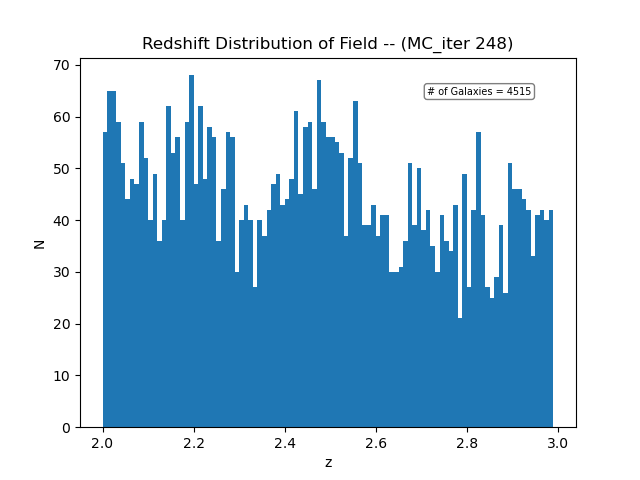 Redshift Distribution of Field -- (MC_iter 248)
# of Galaxies = 4515
70
60
50
40
30
20
10
0
N
2.0 2.2 2.4 2.6 2.8 3.0
z